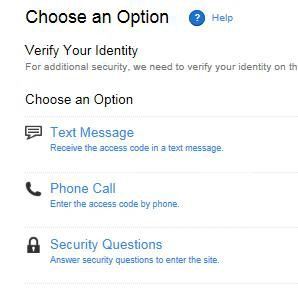 Choose an Option ? Help
Verify Your Identity
For additional security, we need to verify your identity on
Choose an Option
Text Message
Receive the access code in a text message.
Phone Call
Enter the access code by phone.
Security Questions
Answer security questions to enter the site.